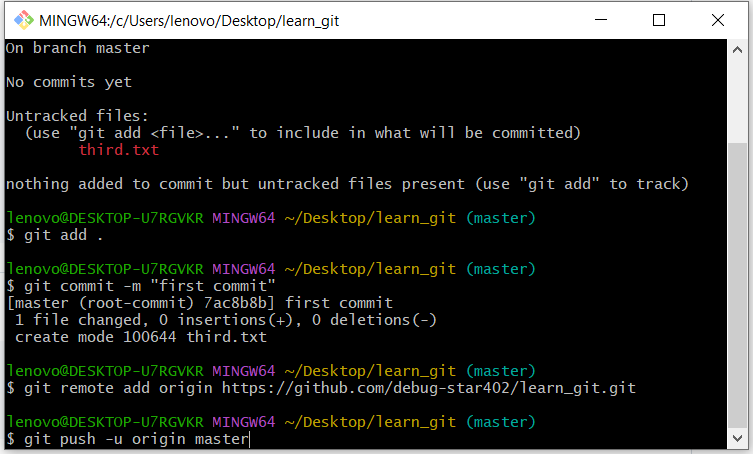 MINGW64:/c/Users/lenovo/Desktop/learn_git
On branch master
No commits yet
Untracked files:
  (use "git add <file>..." to include in what will be committed)
        third.txt
nothing added to commit but untracked files present (use "git add" to track)
lenovo@DESKTOP-U7RGVKR MINGW64 ~/Desktop/learn_git (master)
$ git add .
lenovo@DESKTOP-U7RGVKR MINGW64 ~/Desktop/learn_git (master)
$ git commit -m "first commit"
[master (root-commit) 7ac8b8b] first commit
 1 file changed, 0 insertions(+), 0 deletions(-)
 create mode 100644 third.txt
lenovo@DESKTOP-U7RGVKR MINGW64 ~/Desktop/learn_git (master)
$ git remote add origin https://github.com/debug-star402/learn_git.git
lenovo@DESKTOP-U7RGVKR MINGW64 ~/Desktop/learn_git (master)
$ git push -u origin master